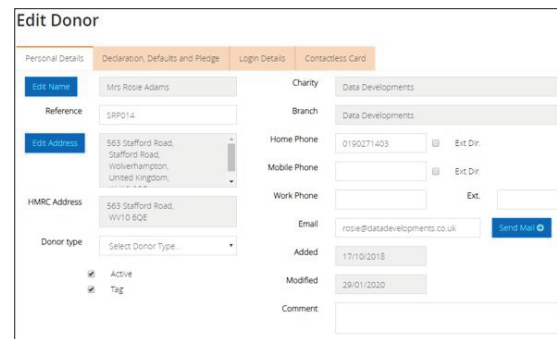 Edit Donor
Personal Details Declaration, Defaults and Pledge Login Details Contactless Card
Edit Name Mrs Rosie Adams Charity Data Developments
Reference SRP014 Branch Data Developments
Edit Address 563 Stafford Road, Home Phone 0190271403 Ext Dir.
Stafford Road,
Wolverhampton, Mobile Phone Ext Dir.
United Kingdom,
HMRC Address 563 Stafford Road, Work Phone Ext.
WV10 6QE
Email rosie@datadevelopments.co.uk Send Mail
Donor type Select Donor Type...
Added 17/10/2018
Active
Modified 29/01/2020
Tag
Comment